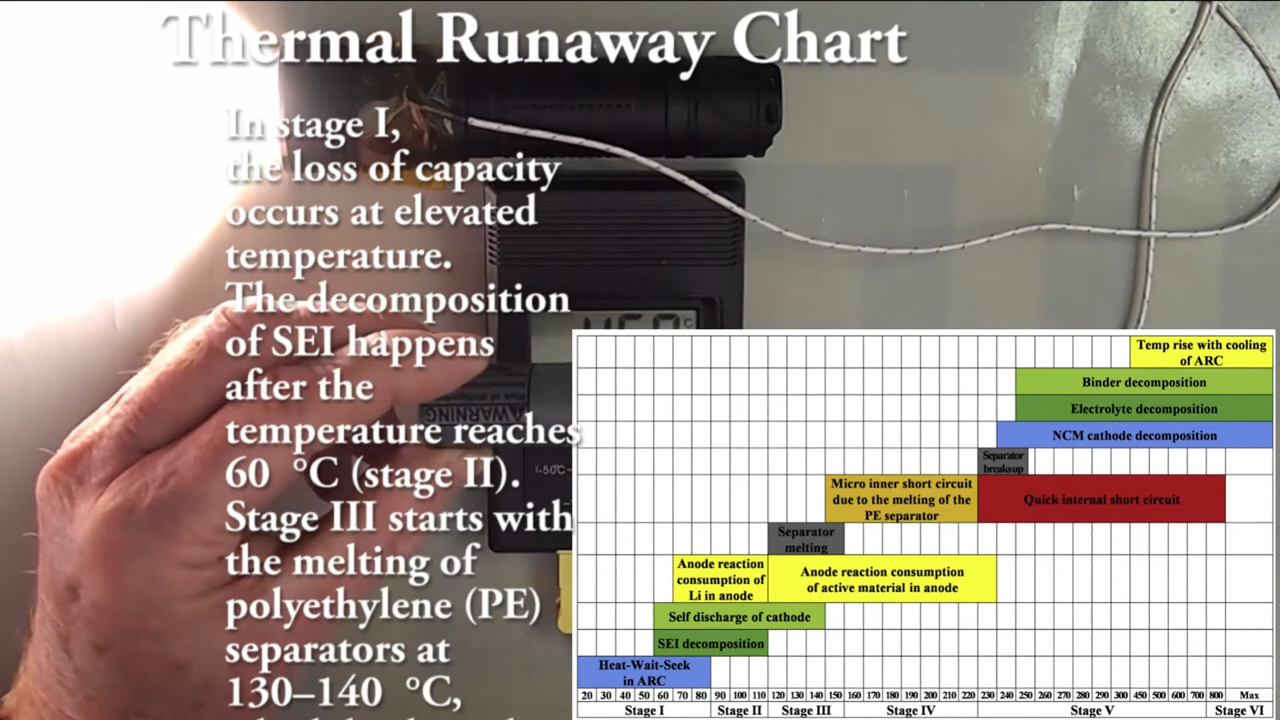 Thermal Runaway Chart
In stage I,
the loss of capacity
occurs at elevated
temperature.
The decomposition
of SEI happens
after the
temperature reaches
60 °C (stage II).
Stage III starts with
the melting of
polyethylene (PE)
separators at
130–140 °C,
WARNING
(-50C
Temp rise with cooling
of ARC
Binder decomposition
Electrolyte decomposition
NCM cathode decomposition
Separator
breaksup
Micro inner short circuit
due to the melting of the
PE separator
Quick internal short circuit
Separator
melting
Anode reaction
consumption of
Li in anode
Anode reaction consumption
of active material in anode
Self discharge of cathode
SEI decomposition
Heat-Wait-Seek
in ARC
20 30 40 50 60 70 80 90 100 110 120 130 140 150 160 170 180 190 200 210 220 230 240 250 260 270 280 290 300 450 500 600 700 800 Max
Stage I Stage II Stage III Stage IV Stage V Stage VI